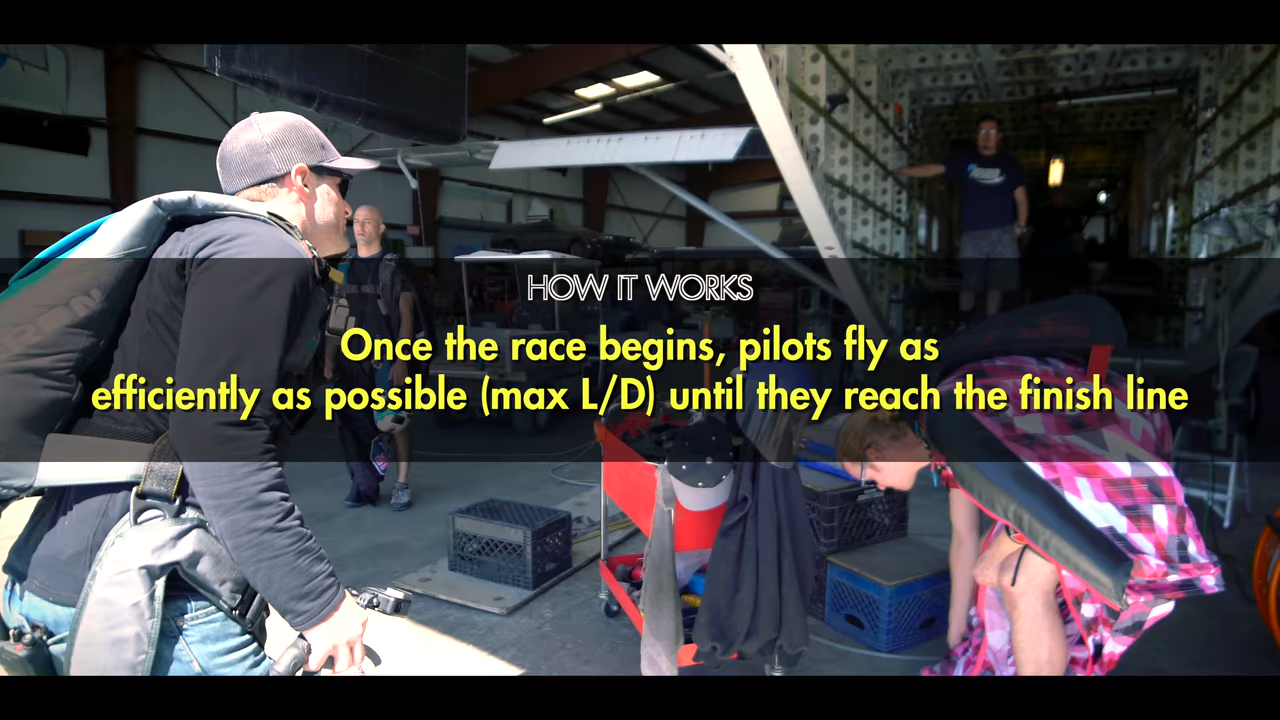 HOW IT WORKS
Once the race begins, pilots fly as
efficiently as possible (max L/D) until they reach the finish line